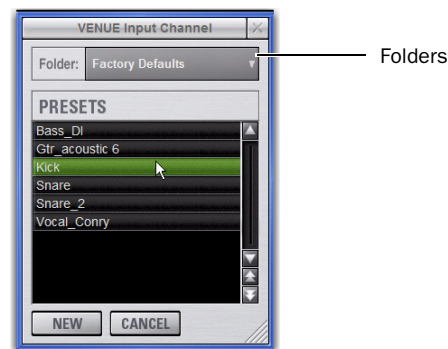 VENUE Input Channel
Folder: Factory Defaults
Folders
PRESETS
Bass_DI
Gtr_acoustic 6
Kick
Snare
Snare_2
Vocal_Conry
NEW CANCEL